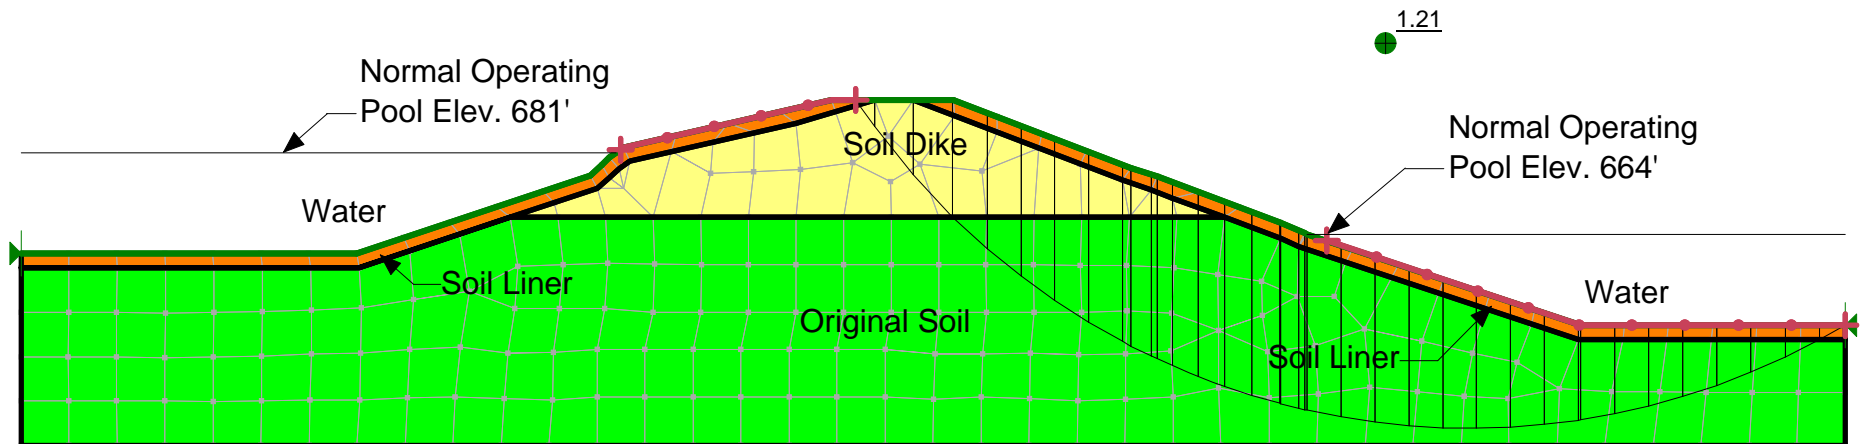 1.21
Normal Operating
Pool Elev. 681'
Normal Operating
Pool Elev. 664'
Soil Dike
Water
Soil Liner
Water
Original Soil
Soil Liner